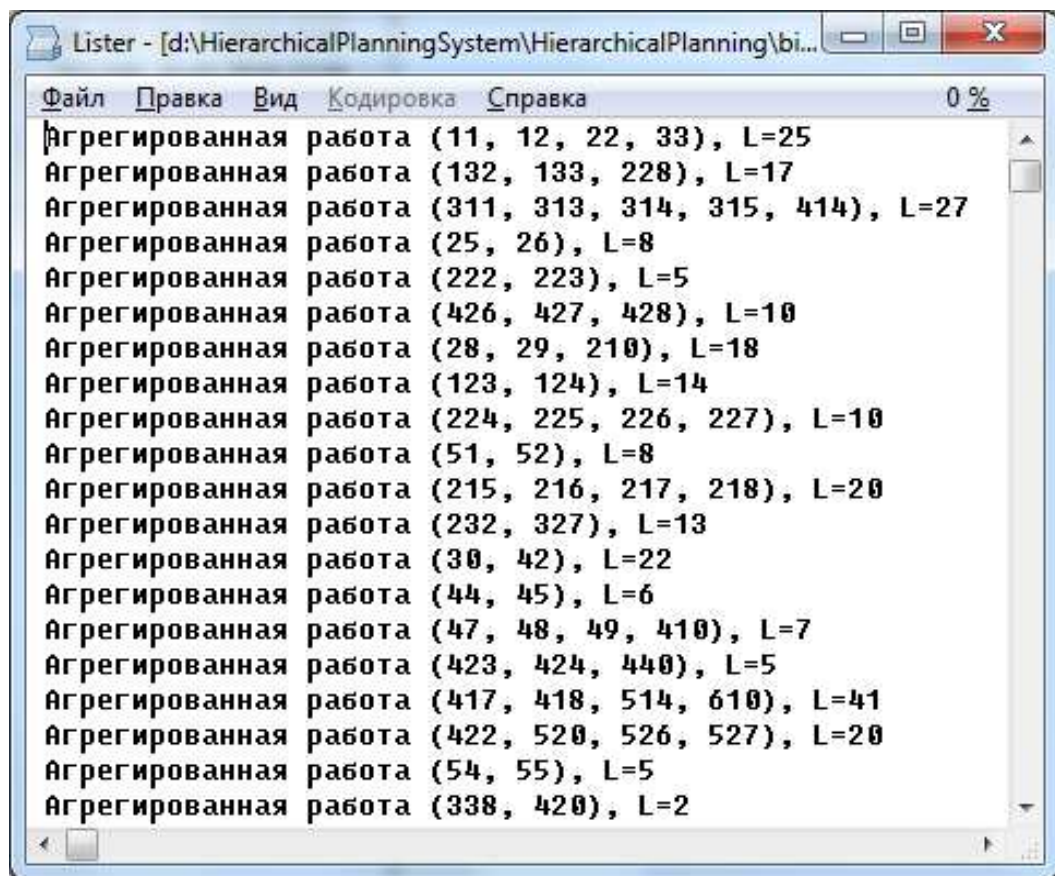 Lister - [d:\HierarchicalPlanningSystem\HierarchicalPlanning\bi...
Файл Правка Вид Кодировка Справка 0 %
Агрегированная работа (11, 12, 22, 33), L=25
Агрегированная работа (132, 133, 228), L=17
Агрегированная работа (311, 313, 314, 315, 414), L=27
Агрегированная работа (25, 26), L=8
Агрегированная работа (222, 223), L=5
Агрегированная работа (426, 427, 428), L=10
Агрегированная работа (28, 29, 210), L=18
Агрегированная работа (123, 124), L=14
Агрегированная работа (224, 225, 226, 227), L=10
Агрегированная работа (51, 52), L=8
Агрегированная работа (215, 216, 217, 218), L=20
Агрегированная работа (232, 327), L=13
Агрегированная работа (30, 42), L=22
Агрегированная работа (44, 45), L=6
Агрегированная работа (47, 48, 49, 410), L=7
Агрегированная работа (423, 424, 440), L=5
Агрегированная работа (417, 418, 514, 610), L=41
Агрегированная работа (422, 520, 526, 527), L=20
Агрегированная работа (54, 55), L=5
Агрегированная работа (338, 420), L=2